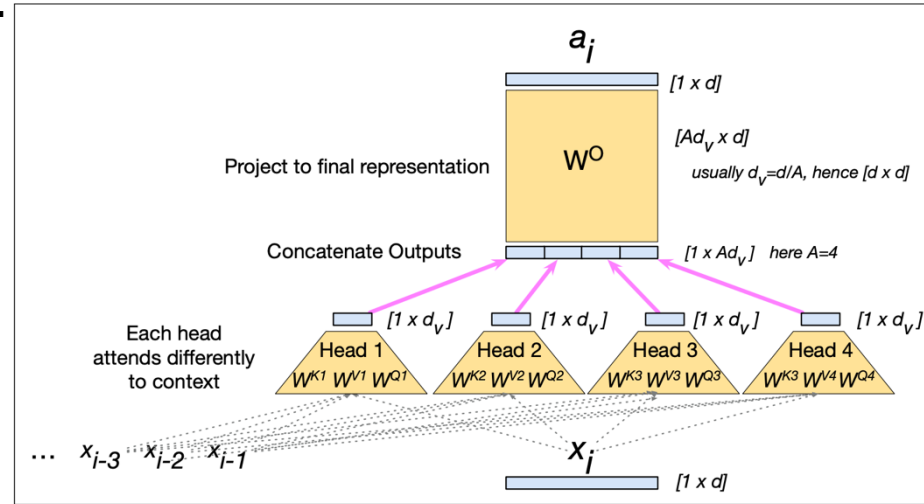 a_i
[1 x d]
W^O
[Ad_v x d]
usually d_v=d/A, hence [d x d]
Project to final representation
Concatenate Outputs
[1 x Ad_v] here A=4
[1 x d_v] [1 x d_v] [1 x d_v] [1 x d_v]
Each head
attends differently
to context
Head 1 Head 2 Head 3 Head 4
W^K1 W^V1 W^Q1 W^K2 W^V2 W^Q2 W^K3 W^V3 W^Q3 W^K3 W^V4 W^Q4
... x_i-3 x_i-2 x_i-1 x_i
[1 x d]